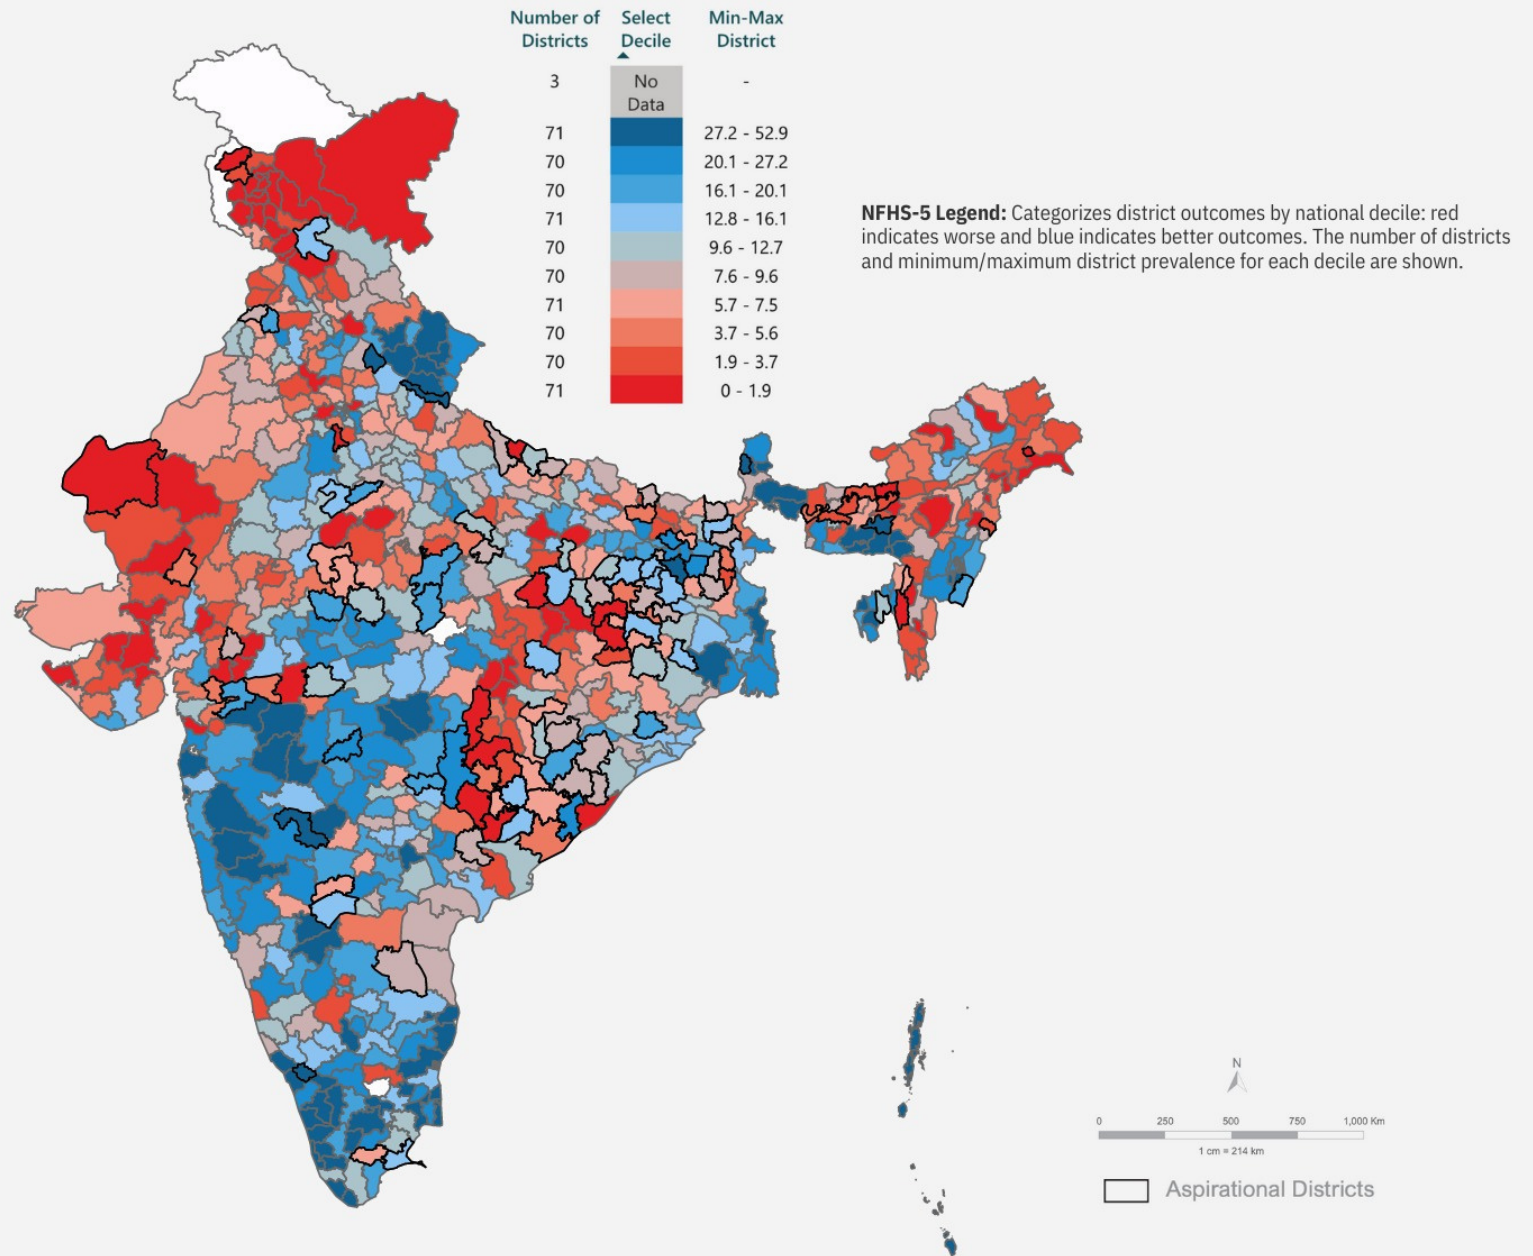 Number of Districts Select Decile Min-Max District
3 No Data -
71 27.2 - 52.9
70 20.1 - 27.2
70 16.1 - 20.1
71 12.8 - 16.1
70 9.6 - 12.7
70 7.6 - 9.6
71 5.7 - 7.5
70 3.7 - 5.6
70 1.9 - 3.7
71 0 - 1.9
NFHS-5 Legend: Categorizes district outcomes by national decile: red
indicates worse and blue indicates better outcomes. The number of districts
and minimum/maximum district prevalence for each decile are shown.
N
0 250 500 750 1,000 Km
1 cm = 214 km
Aspirational Districts